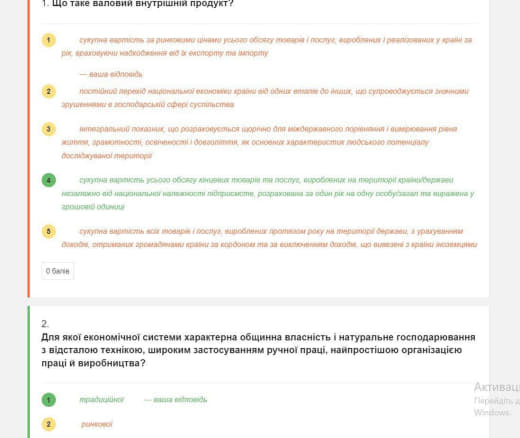 1. Що таке валовий внутрішній продукт?
1 сукупна вартість за ринковими цінами усього обсягу товарів і послуг, вироблених і реалізованих у країні за
рік, враховуючи надходження від їх експорту та імпорту
— ваша відповідь
2 постійний перехід національної економіки країни від одних етапів до інших, що супроводжується значними
зрушеннями в господарській сфері суспільства
3 інтегральний показник, що розраховується щорічно для міждержавного порівняння і вимірювання рівня
життя, грамотності, освіченості і довголіття, як основних характеристик людського потенціалу
досліджуваної території
4 сукупна вартість усього обсягу кінцевих товарів та послуг, вироблених на території країни/держави
незалежно від національної належності підприємств, розрахована за один рік на одну особу/загал та виражена у
грошовій одиниці
5 сукупна вартість всіх товарів і послуг, вироблених протягом року на території держави, з урахуванням
доходів, отриманих громадянами країни за кордоном та за виключенням доходів, що вивезені з країни іноземцями
0 балів
2.
Для якої економічної системи характерна общинна власність і натуральне господарювання
з відсталою технікою, широким застосуванням ручної праці, найпростішою організацією
праці й виробництва?
1 традиційної — ваша відповідь
2 ринкової
Активац
Перейдіть д
Windows.